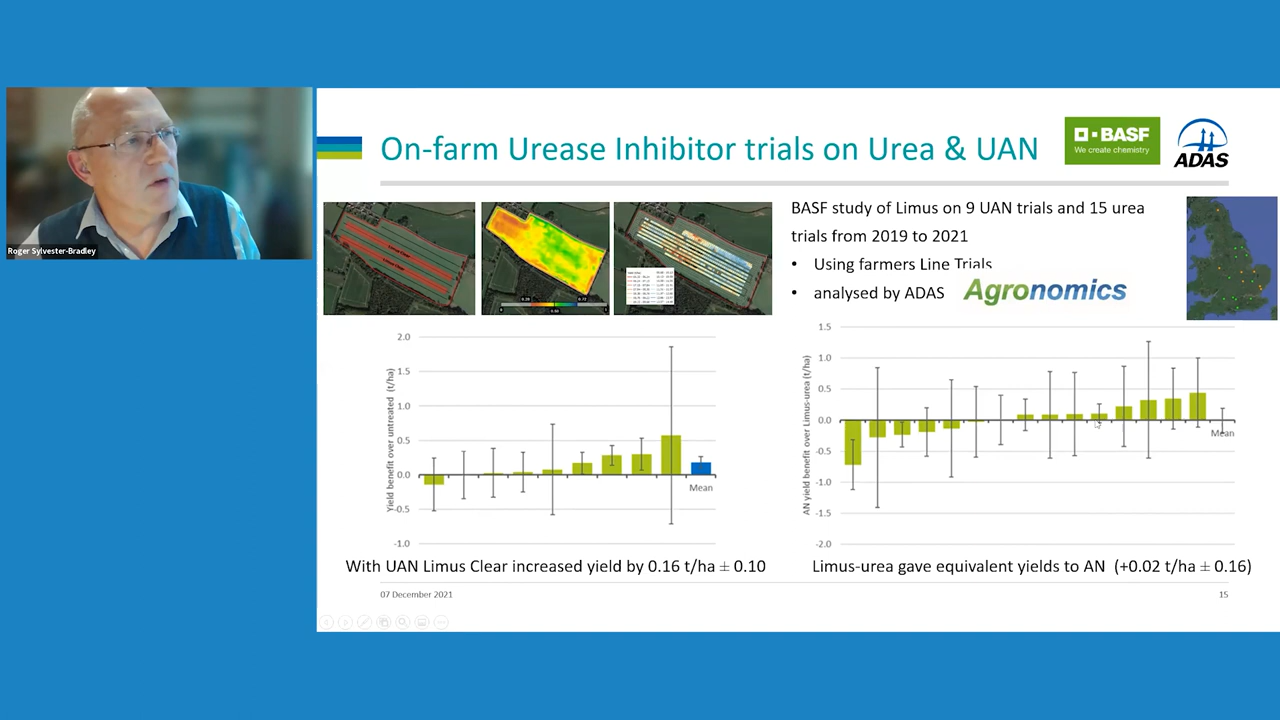 Roger Sylvester-Bradley
On-farm Urease Inhibitor trials on Urea & UAN
BASF
We create chemistry
ADAS
BASF study of Limus on 9 UAN trials and 15 urea
trials from 2019 to 2021
• Using farmers Line Trials
• analysed by ADAS Agronomics
Yield benefit over untreated (t/ha)
2.0
1.5
1.0
0.5
0.0
-0.5
-1.0
Mean
AN yield benefit over Limus-urea (t/ha)
1.5
1.0
0.5
0.0
-0.5
-1.0
-1.5
-2.0
Mean
With UAN Limus Clear increased yield by 0.16 t/ha ± 0.10
Limus-urea gave equivalent yields to AN (+0.02 t/ha ± 0.16)
07 December 2021
15